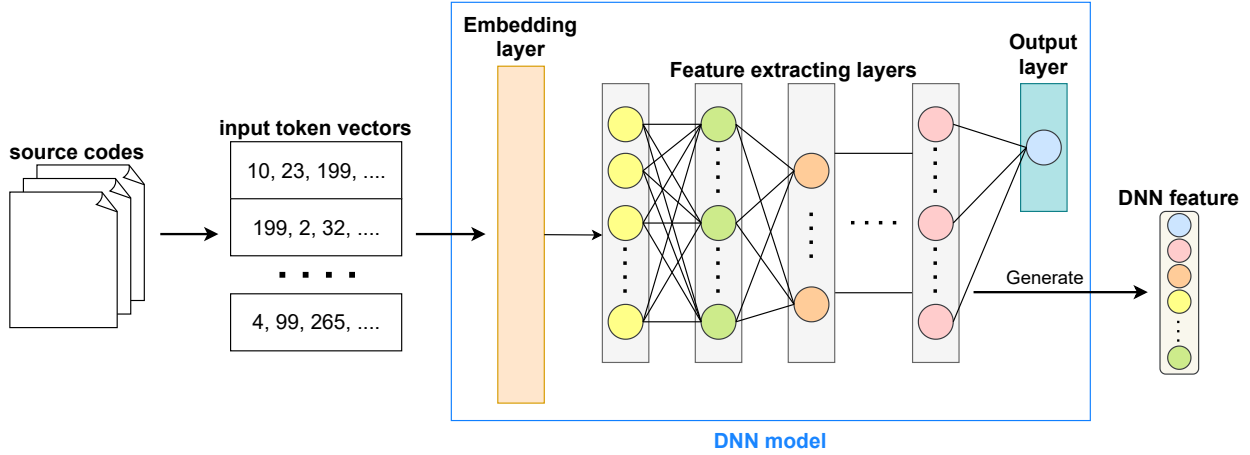 source codes
input token vectors
10, 23, 199, ....
199, 2, 32, ....
4, 99, 265, ....
Embedding
layer
Feature extracting layers
Output
layer
Generate
DNN feature
DNN model